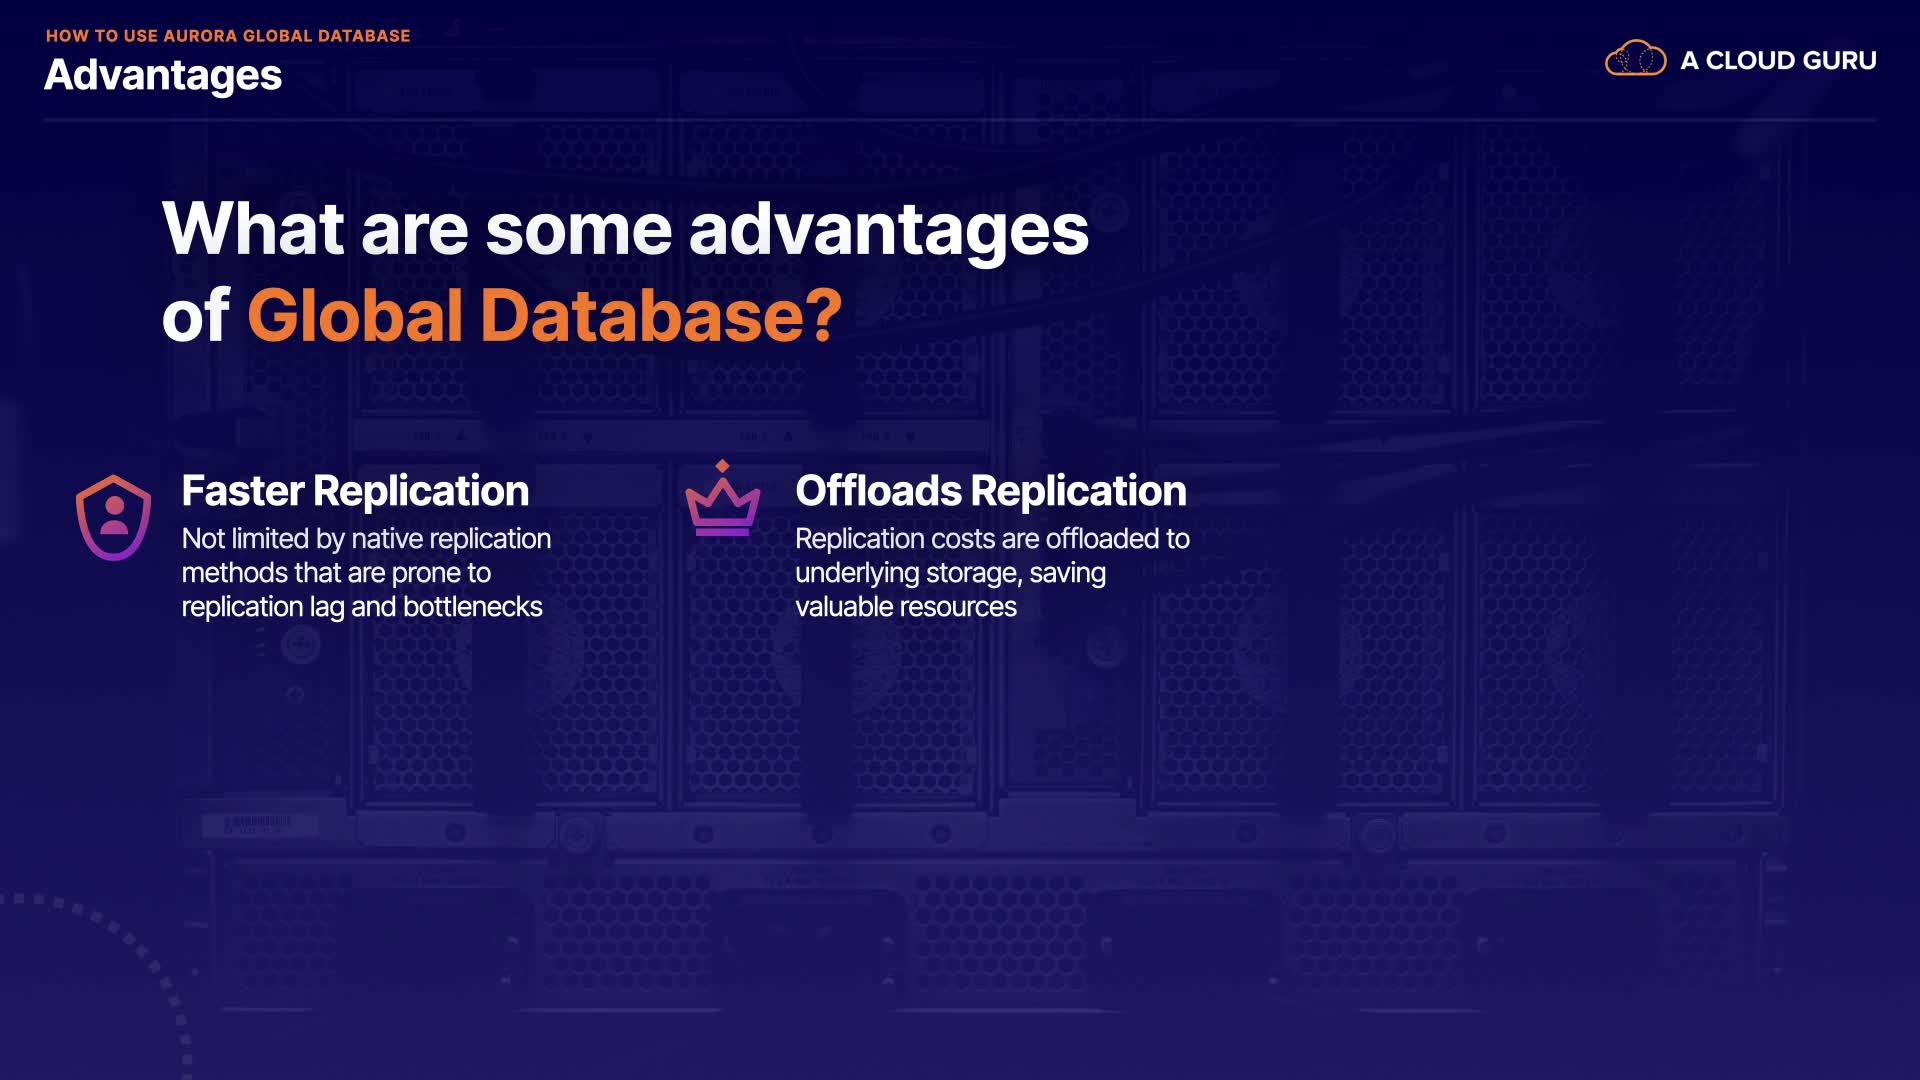 HOW TO USE AURORA GLOBAL DATABASE
Advantages
A CLOUD GURU
What are some advantages
of Global Database?
Faster Replication
Not limited by native replication
methods that are prone to
replication lag and bottlenecks
Offloads Replication
Replication costs are offloaded to
underlying storage, saving
valuable resources